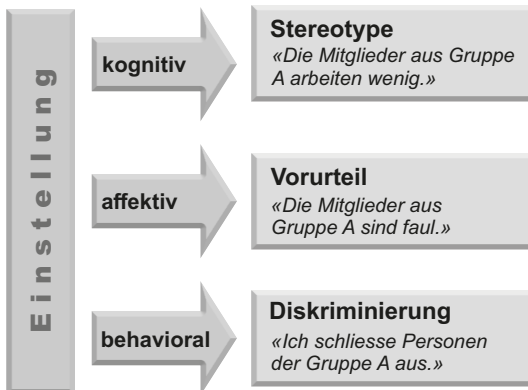 Einstellung
kognitiv
Stereotype
«Die Mitglieder aus Gruppe
A arbeiten wenig.»
affektiv
Vorurteil
«Die Mitglieder aus
Gruppe A sind faul.»
behavioral
Diskriminierung
«Ich schliesse Personen
der Gruppe A aus.»